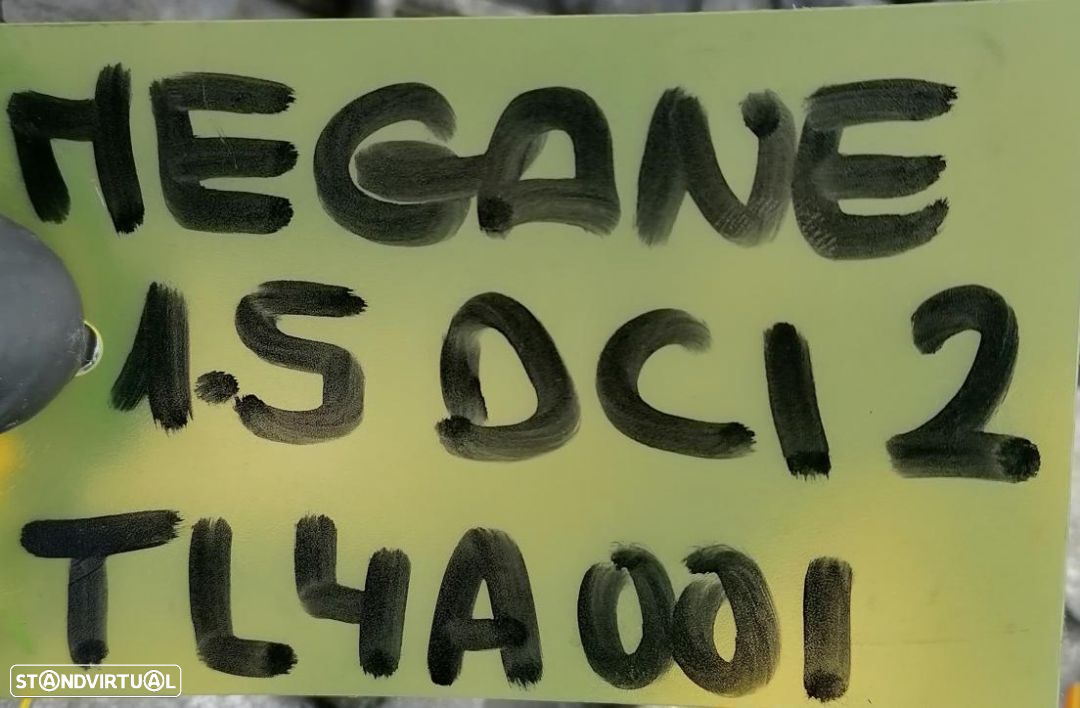 MEGANE
1.5 DCI 2
TL4A001
STANDVIRTUAL